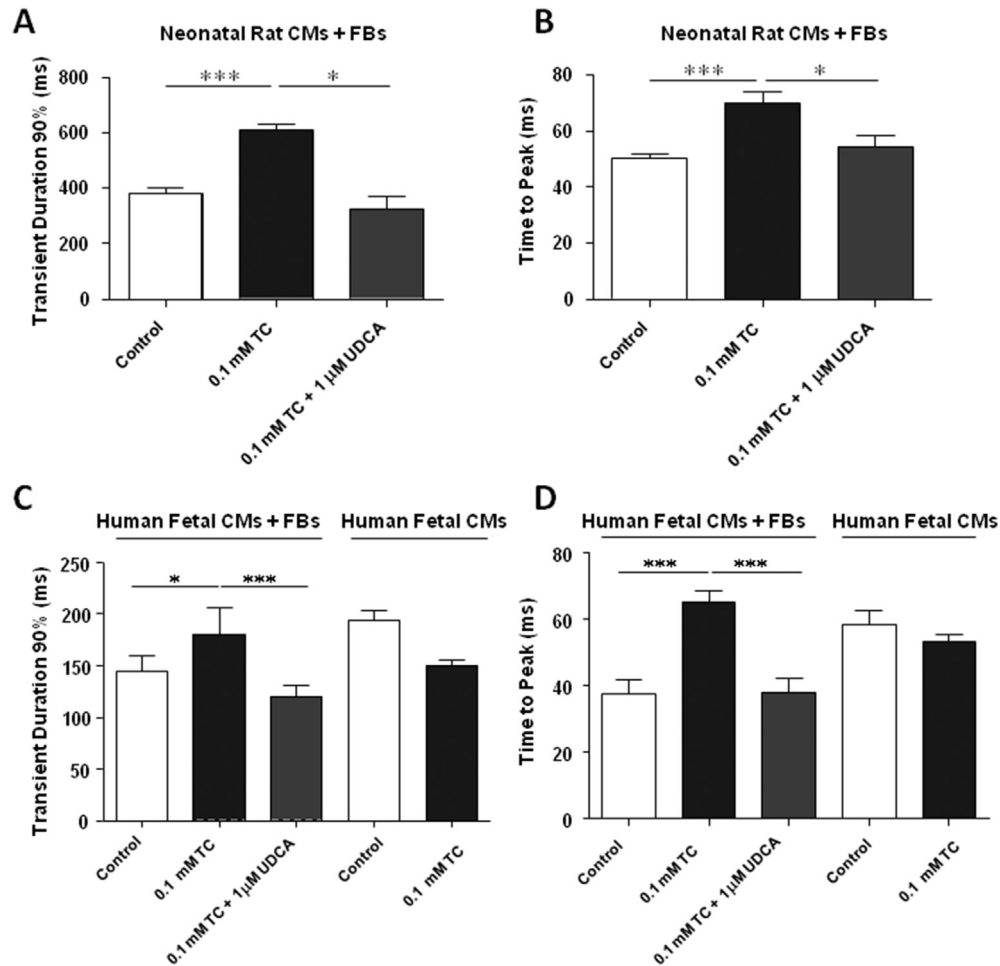 A
Neonatal Rat CMs + FBs
Transient Duration 90% (ms)
800
600
400
200
0
***
*
Control
0.1 mM TC
0.1 mM TC + 1 µM UDCA
B
Neonatal Rat CMs + FBs
Time to Peak (ms)
80
60
40
20
0
***
*
Control
0.1 mM TC
0.1 mM TC + 1 µM UDCA
C
Human Fetal CMs + FBs
Human Fetal CMs
Transient Duration 90% (ms)
250
200
150
100
50
0
*
***
Control
0.1 mM TC
0.1 mM TC + 1µM UDCA
Control
0.1 mM TC
D
Human Fetal CMs + FBs
Human Fetal CMs
Time to Peak (ms)
80
60
40
20
0
***
***
Control
0.1 mM TC
0.1 mM TC + 1µM UDCA
Control
0.1 mM TC